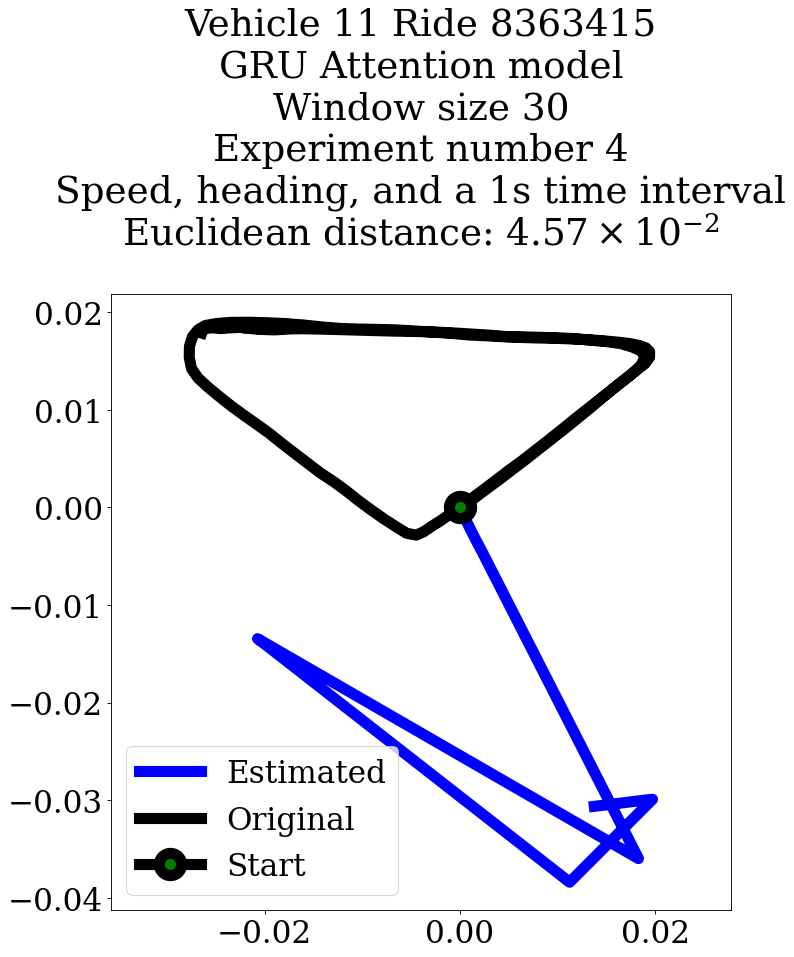 Vehicle 11 Ride 8363415
GRU Attention model
Window size 30
Experiment number 4
Speed, heading, and a 1s time interval
Euclidean distance: 4.57 × 10⁻²
0.02
0.01
0.00
−0.01
−0.02
−0.03
−0.04
Estimated
Original
Start
−0.02 0.00 0.02